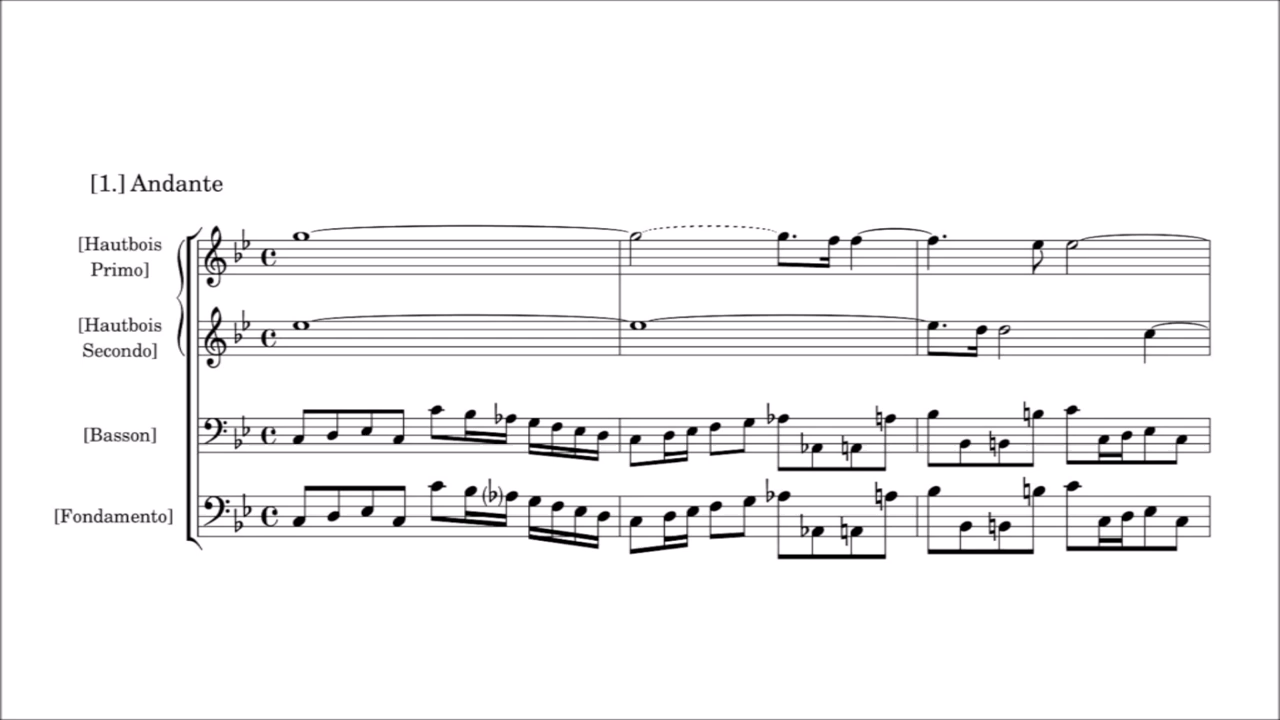 [1.] Andante
[Hautbois
Primo]
[Hautbois
Secondo]
[Basson]
[Fondamento]